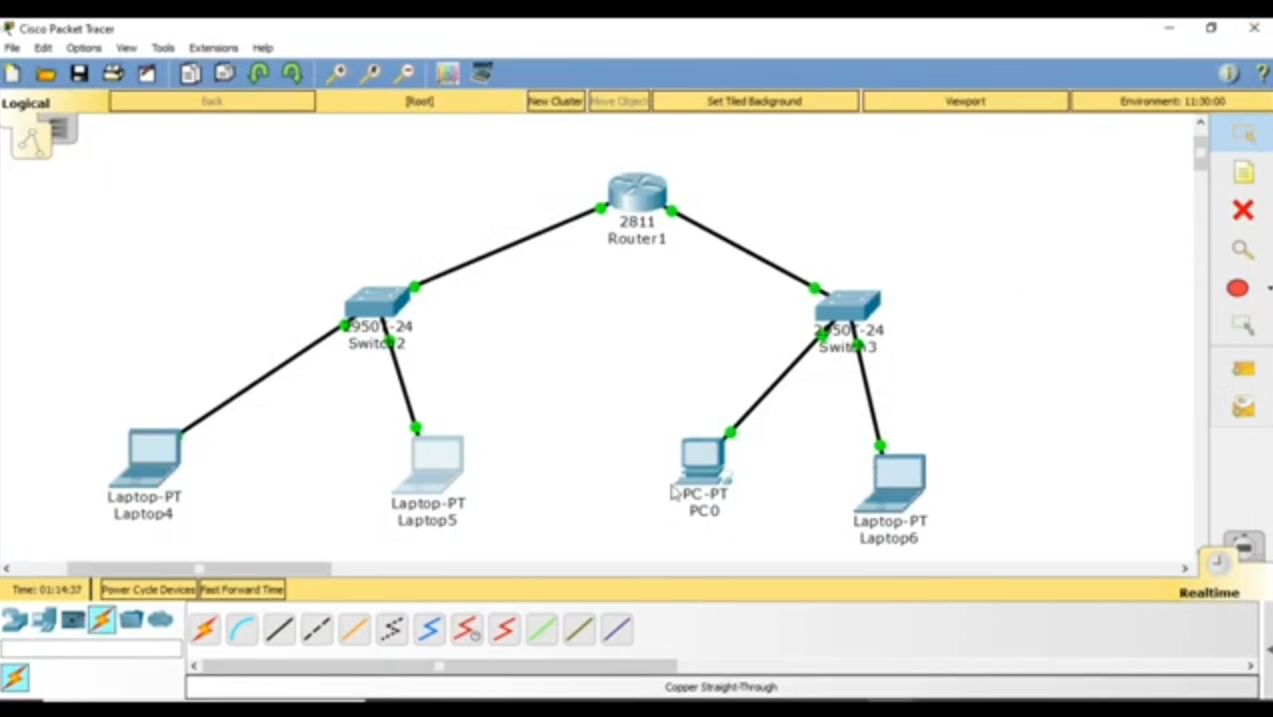 Cisco Packet Tracer
File Edit Options View Tools Extensions Help
Logical Back [Root] New Cluster Move Object Set Tiled Background Viewport Environment: 11:30:00
2811
Router1
2950T-24
Switch2
2950T-24
Switch3
Laptop-PT
Laptop4
Laptop-PT
Laptop5
PC-PT
PC0
Laptop-PT
Laptop6
Time: 01:14:37 Power Cycle Devices Fast Forward Time Realtime
Copper Straight-Through